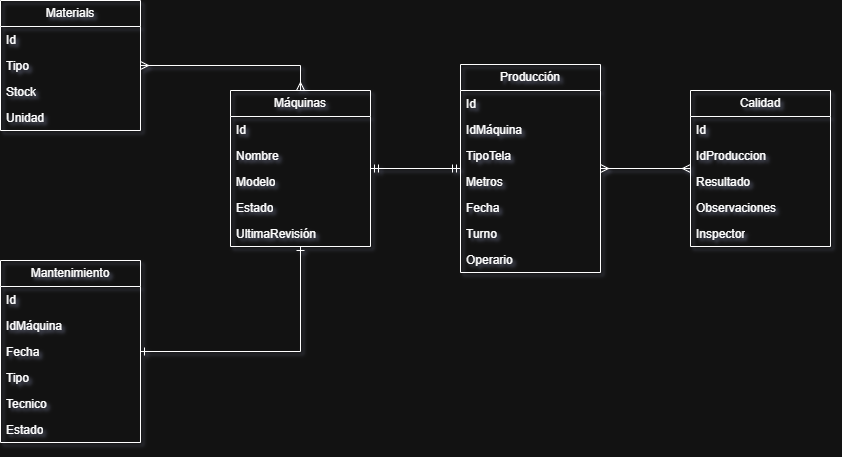 Materials
Id
Tipo
Stock
Unidad
Máquinas
Id
Nombre
Modelo
Estado
UltimaRevisión
Producción
Id
IdMáquina
TipoTela
Metros
Fecha
Turno
Operario
Calidad
Id
IdProduccion
Resultado
Observaciones
Inspector
Mantenimiento
Id
IdMáquina
Fecha
Tipo
Tecnico
Estado